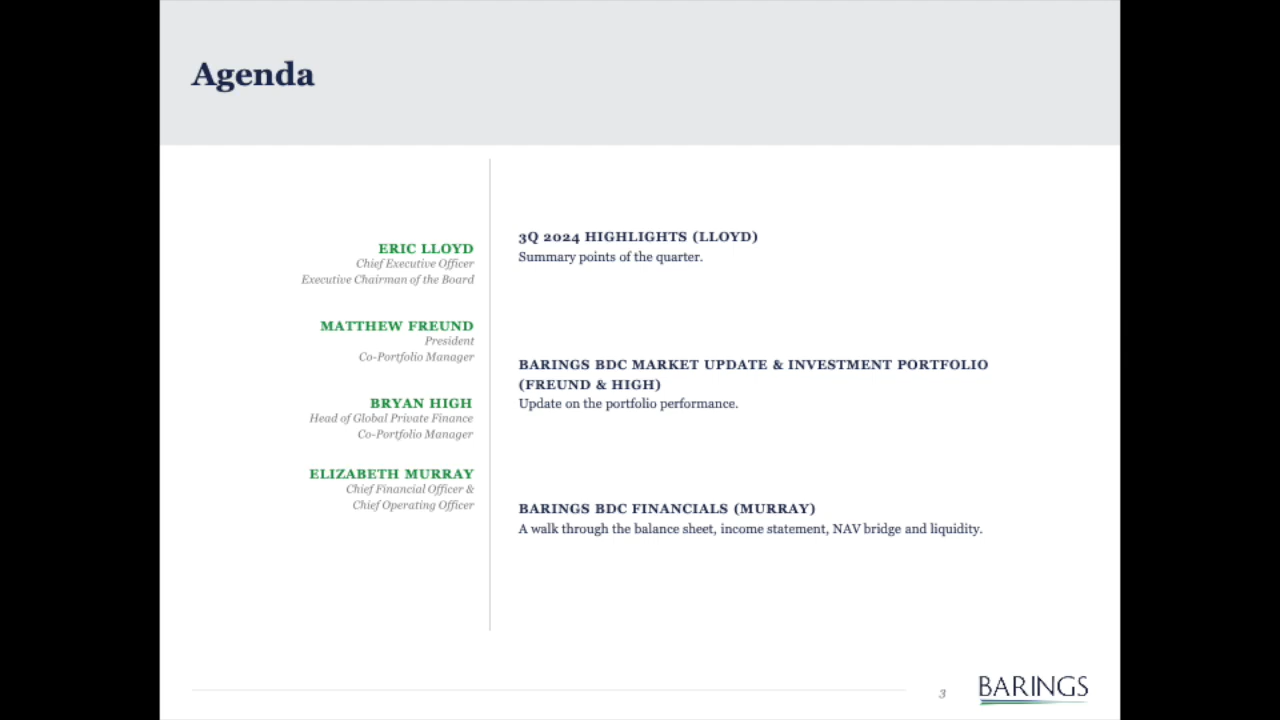 Agenda
ERIC LLOYD
Chief Executive Officer
Executive Chairman of the Board
MATTHEW FREUND
President
Co-Portfolio Manager
BRYAN HIGH
Head of Global Private Finance
Co-Portfolio Manager
ELIZABETH MURRAY
Chief Financial Officer &
Chief Operating Officer
3Q 2024 HIGHLIGHTS (LLOYD)
Summary points of the quarter.
BARINGS BDC MARKET UPDATE & INVESTMENT PORTFOLIO
(FREUND & HIGH)
Update on the portfolio performance.
BARINGS BDC FINANCIALS (MURRAY)
A walk through the balance sheet, income statement, NAV bridge and liquidity.
3
BARINGS